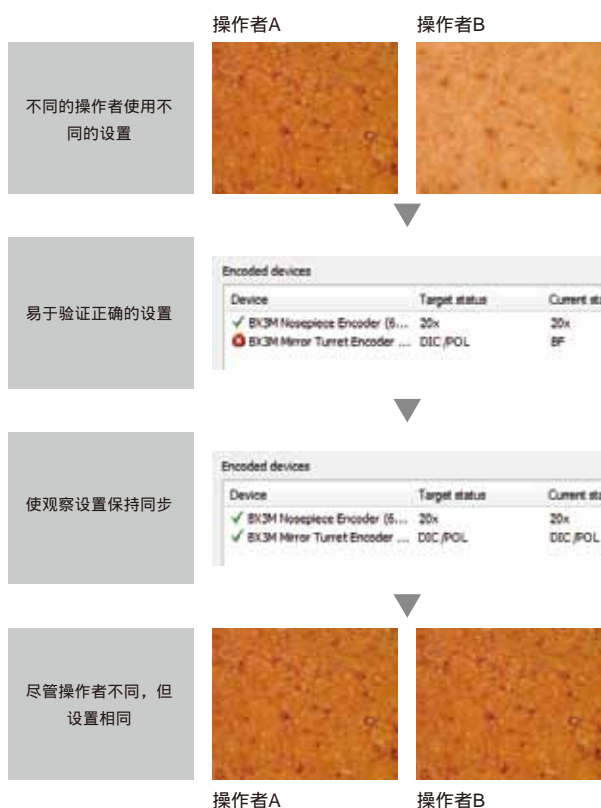 操作者A
操作者B
不同的操作者使用不
同的设置
易于验证正确的设置
Encoded devices
Device Target status Current sta
BX3M Nosepiece Encoder (6... 20x 20x
BX3M Mirror Turret Encoder ... DIC/POL BF
使观察设置保持同步
Encoded devices
Device Target status Current sta
BX3M Nosepiece Encoder (6... 20x 20x
BX3M Mirror Turret Encoder ... DIC/POL DIC/POL
尽管操作者不同，但
设置相同
操作者A
操作者B